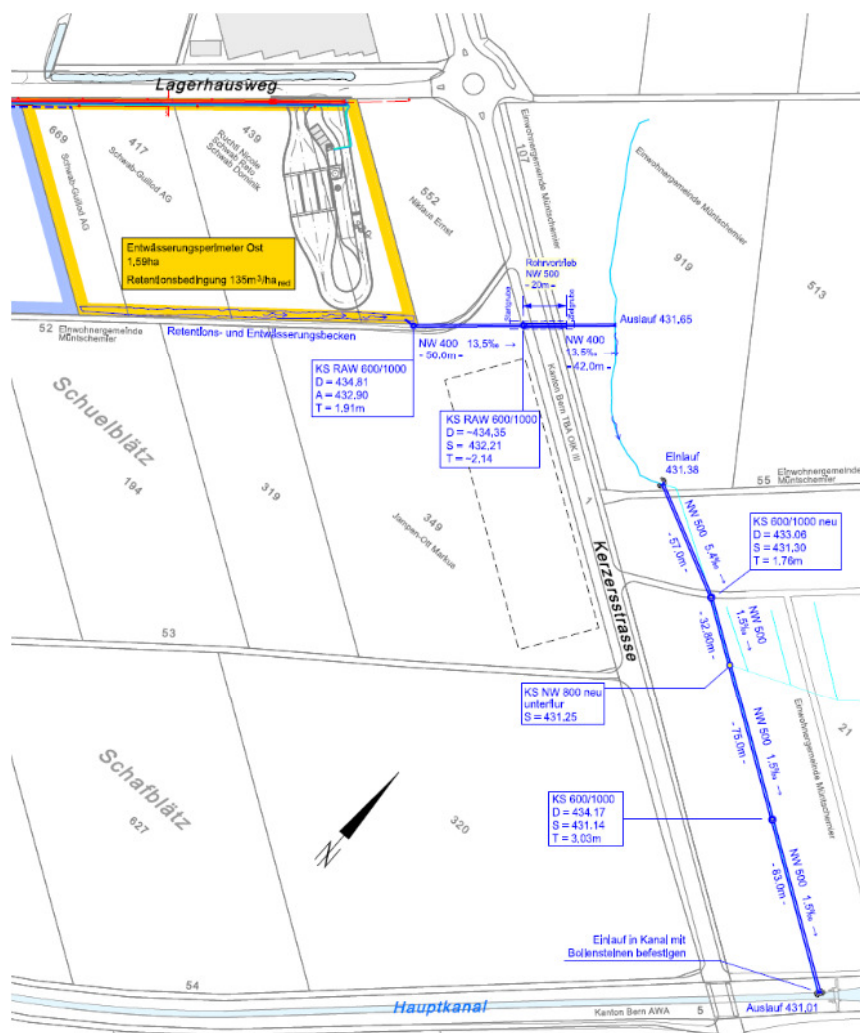 Lagerhausweg
669
Schwab-Guillod AG
417
Schwab-Guillod AG
439
Ruchti Nicole
Schwab Reto
Schwab Dominik
552
Niklaus Ernst
107
Einwohnergemeinde Müntschemier
Einwohnergemeinde Müntschemier
919
513
Entwässerungsperimeter Ost
1,59ha
Retentionsbedingung 135m³/ha red
Rohrvortrieb
NW 500
- 20m -
Startgrube
Zielgrube
Auslauf 431.65
52 Einwohnergemeinde
Müntschemier
Retentions- und Entwässerungsbecken
NW 400 13,5‰ →
- 50,0m -
NW 400
13,5‰ →
- 42,0m -
KS RAW 600/1000
D = 434.81
A = 432.90
T = 1.91m
KS RAW 600/1000
D = ~434,35
S = 432,21
T = ~2,14
Kanton Bern TBA OIK III
1
Schuelblätz
194
319
349
Jampen-Ott Markus
Kerzersstrasse
Einlauf
431.38
55 Einwohnergemeinde
Müntschemier
NW 500 5.4‰ →
- 57,0m -
KS 600/1000 neu
D = 433.06
S = 431,30
T = 1,76m
NW 500
1.5‰ →
- 32,80m -
53
KS NW 800 neu
unterflur
S = 431,25
NW 500 1.5‰ →
- 75.0m -
Einwohnergemeinde Müntschemier
21
Schafblätz
627
320
N
KS 600/1000
D = 434.17
S = 431.14
T = 3,03m
NW 500 1.5‰ →
- 83.0m -
Einlauf in Kanal mit
Bollensteinen befestigen
54
Hauptkanal
Kanton Bern AWA
5
Auslauf 431,01